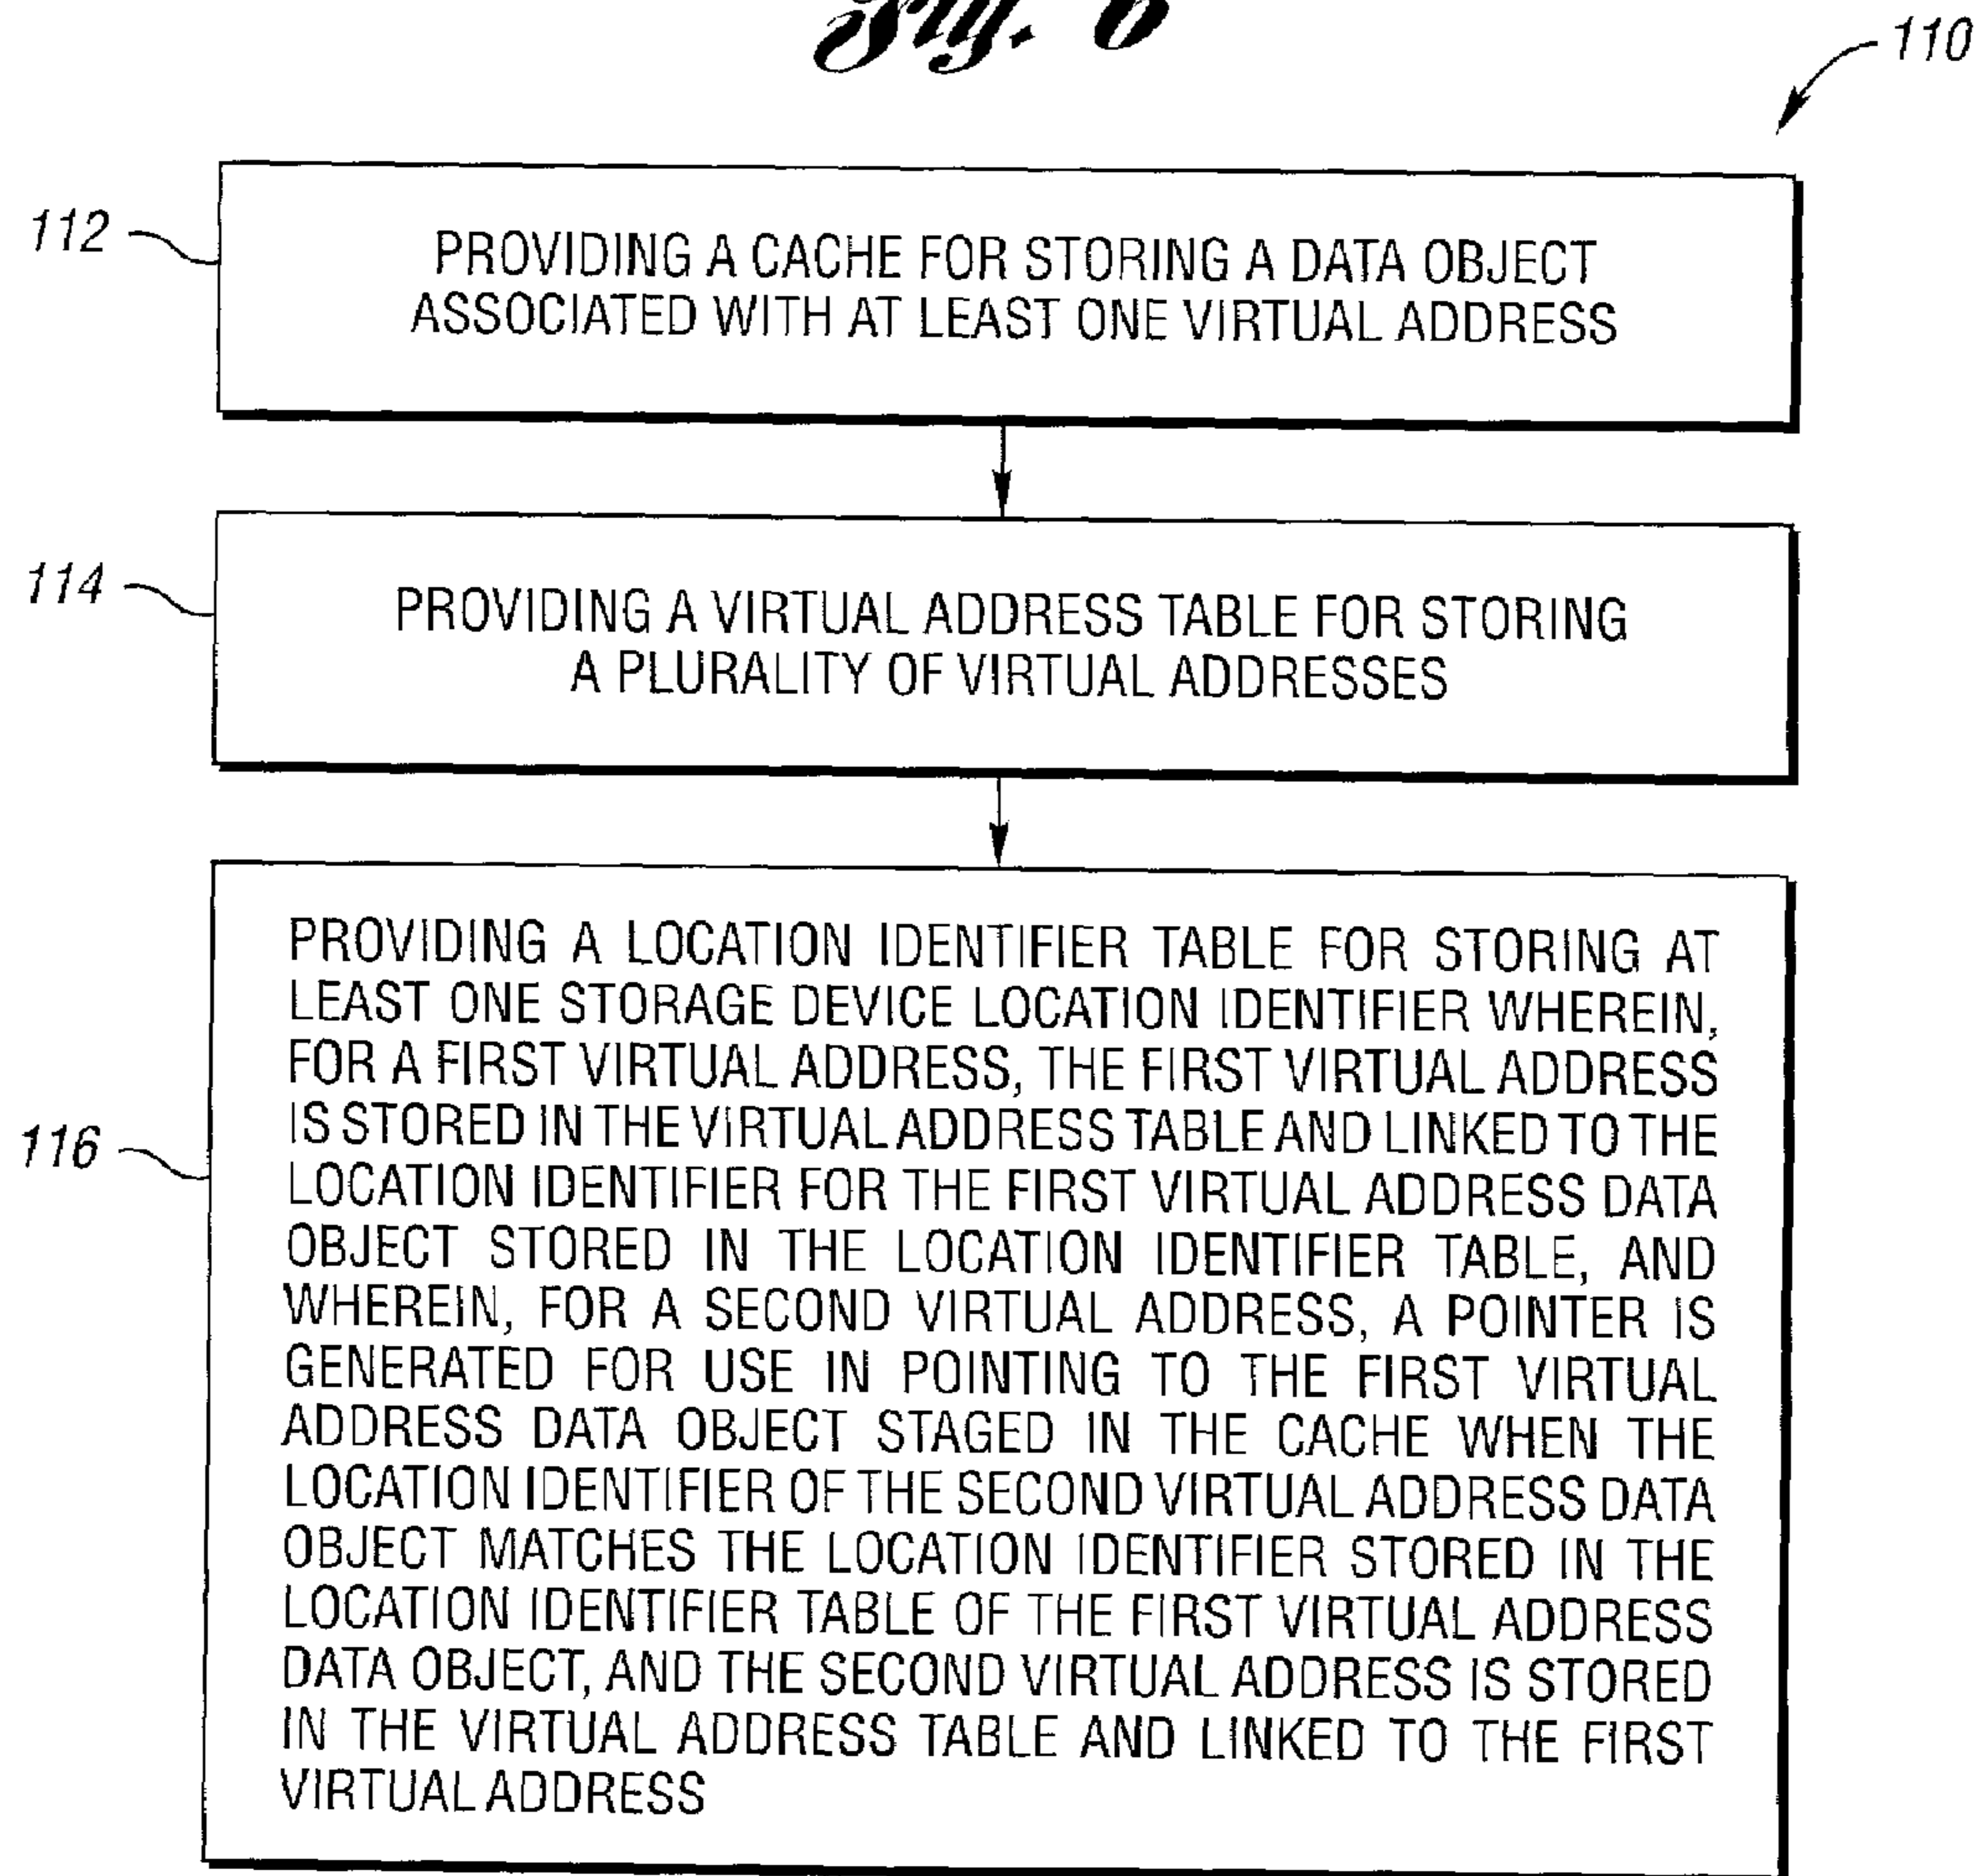 Fig. 6
110
112
PROVIDING A CACHE FOR STORING A DATA OBJECT
ASSOCIATED WITH AT LEAST ONE VIRTUAL ADDRESS
114
PROVIDING A VIRTUAL ADDRESS TABLE FOR STORING
A PLURALITY OF VIRTUAL ADDRESSES
116
PROVIDING A LOCATION IDENTIFIER TABLE FOR STORING AT
LEAST ONE STORAGE DEVICE LOCATION IDENTIFIER WHEREIN,
FOR A FIRST VIRTUAL ADDRESS, THE FIRST VIRTUAL ADDRESS
IS STORED IN THE VIRTUAL ADDRESS TABLE AND LINKED TO THE
LOCATION IDENTIFIER FOR THE FIRST VIRTUAL ADDRESS DATA
OBJECT STORED IN THE LOCATION IDENTIFIER TABLE, AND
WHEREIN, FOR A SECOND VIRTUAL ADDRESS, A POINTER IS
GENERATED FOR USE IN POINTING TO THE FIRST VIRTUAL
ADDRESS DATA OBJECT STAGED IN THE CACHE WHEN THE
LOCATION IDENTIFIER OF THE SECOND VIRTUAL ADDRESS DATA
OBJECT MATCHES THE LOCATION IDENTIFIER STORED IN THE
LOCATION IDENTIFIER TABLE OF THE FIRST VIRTUAL ADDRESS
DATA OBJECT, AND THE SECOND VIRTUAL ADDRESS IS STORED
IN THE VIRTUAL ADDRESS TABLE AND LINKED TO THE FIRST
VIRTUAL ADDRESS